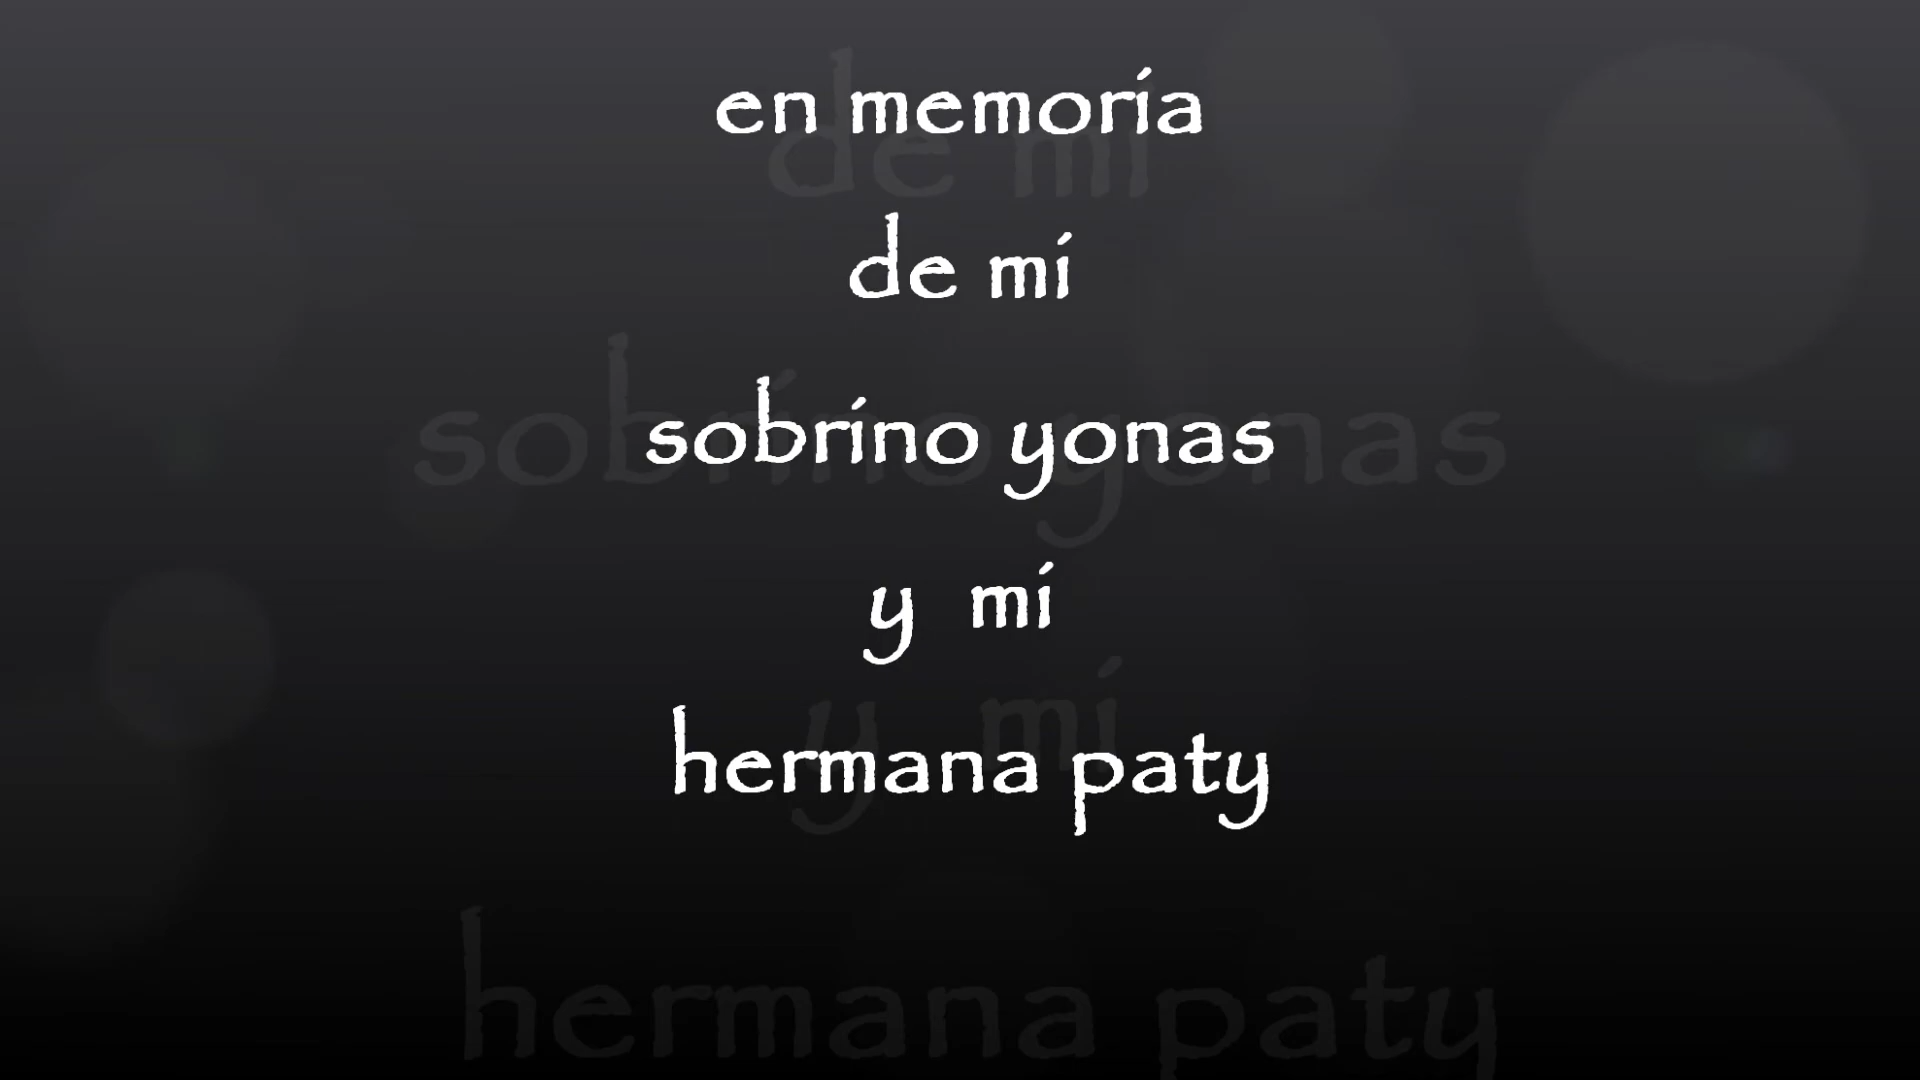 en memoria
de mi
sobrino yonas
y mi
hermana paty